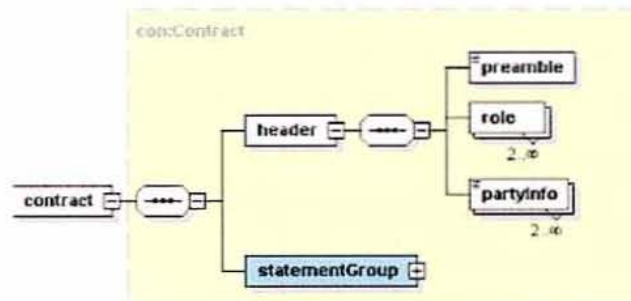 con:Contract
preamble
header
role
2..∞
contract
partyInfo
2..∞
statementGroup